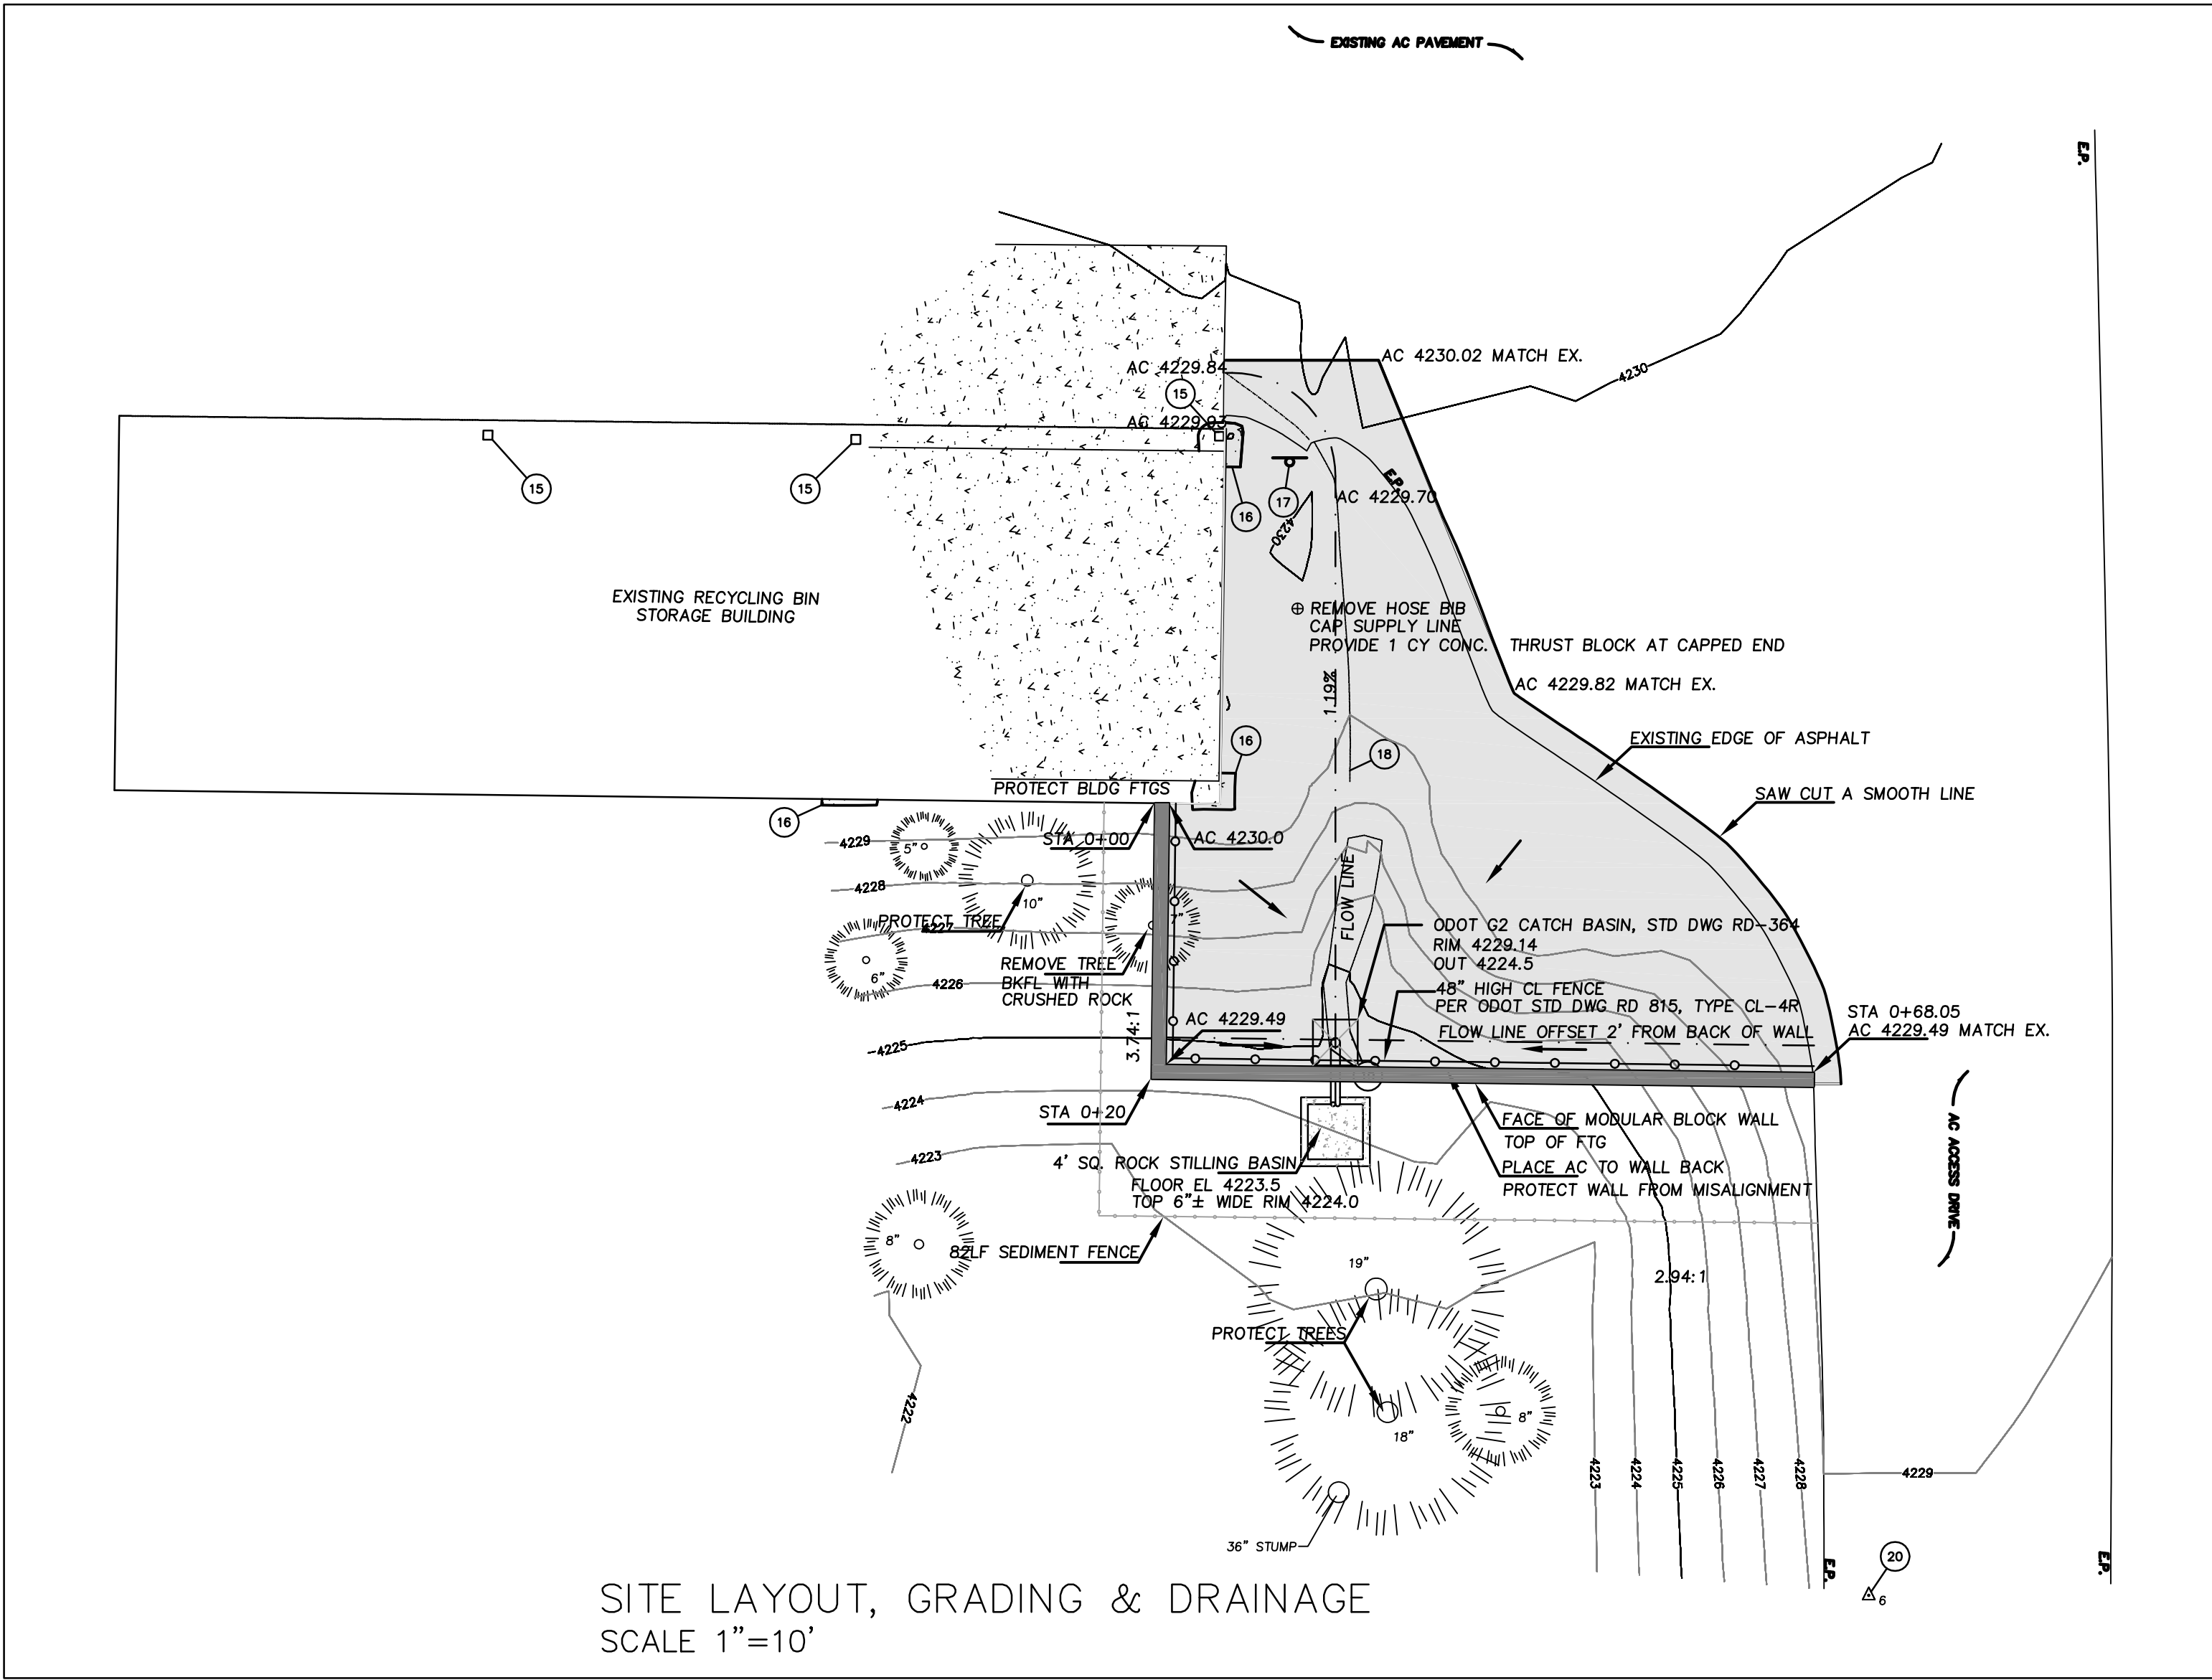 EXISTING AC PAVEMENT
E.P.
AC 4230.02 MATCH EX.
AC 4229.84
4230
15
AC 4229.93
E.P.
15
15
16
17
AC 4229.70
4230
EXISTING RECYCLING BIN
STORAGE BUILDING
REMOVE HOSE BIB
CAP SUPPLY LINE
PROVIDE 1 CY CONC. THRUST BLOCK AT CAPPED END
1.19%
AC 4229.82 MATCH EX.
EXISTING EDGE OF ASPHALT
16
18
PROTECT BLDG FTGS
SAW CUT A SMOOTH LINE
16
STA 0+00
AC 4230.0
4229
5"
4228
10"
FLOW LINE
PROTECT TREE
4227
7"
ODOT G2 CATCH BASIN, STD DWG RD-364
RIM 4229.14
OUT 4224.5
REMOVE TREE
BKFL WITH
CRUSHED ROCK
6"
4226
48" HIGH CL FENCE
PER ODOT STD DWG RD 815, TYPE CL-4R
3.74:1
AC 4229.49
FLOW LINE OFFSET 2' FROM BACK OF WALL
STA 0+68.05
AC 4229.49 MATCH EX.
4225
4224
STA 0+20
FACE OF MODULAR BLOCK WALL
TOP OF FTG
4223
4' SQ. ROCK STILLING BASIN
FLOOR EL 4223.5
TOP 6"± WIDE RIM 4224.0
PLACE AC TO WALL BACK
PROTECT WALL FROM MISALIGNMENT
AC ACCESS DRIVE
8"
82LF SEDIMENT FENCE
19"
2.94:1
PROTECT TREES
4222
18"
8"
4223
4224
4225
4226
4227
4228
4229
36" STUMP
20
6
E.P.
E.P.
SITE LAYOUT, GRADING & DRAINAGE
SCALE 1"=10'